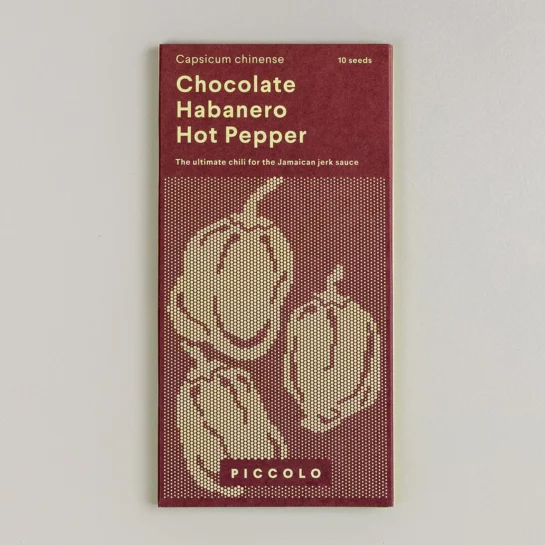 Capsicum chinense
10 seeds
Chocolate
Habanero
Hot Pepper
The ultimate chili for the Jamaican jerk sauce
PICCOLO